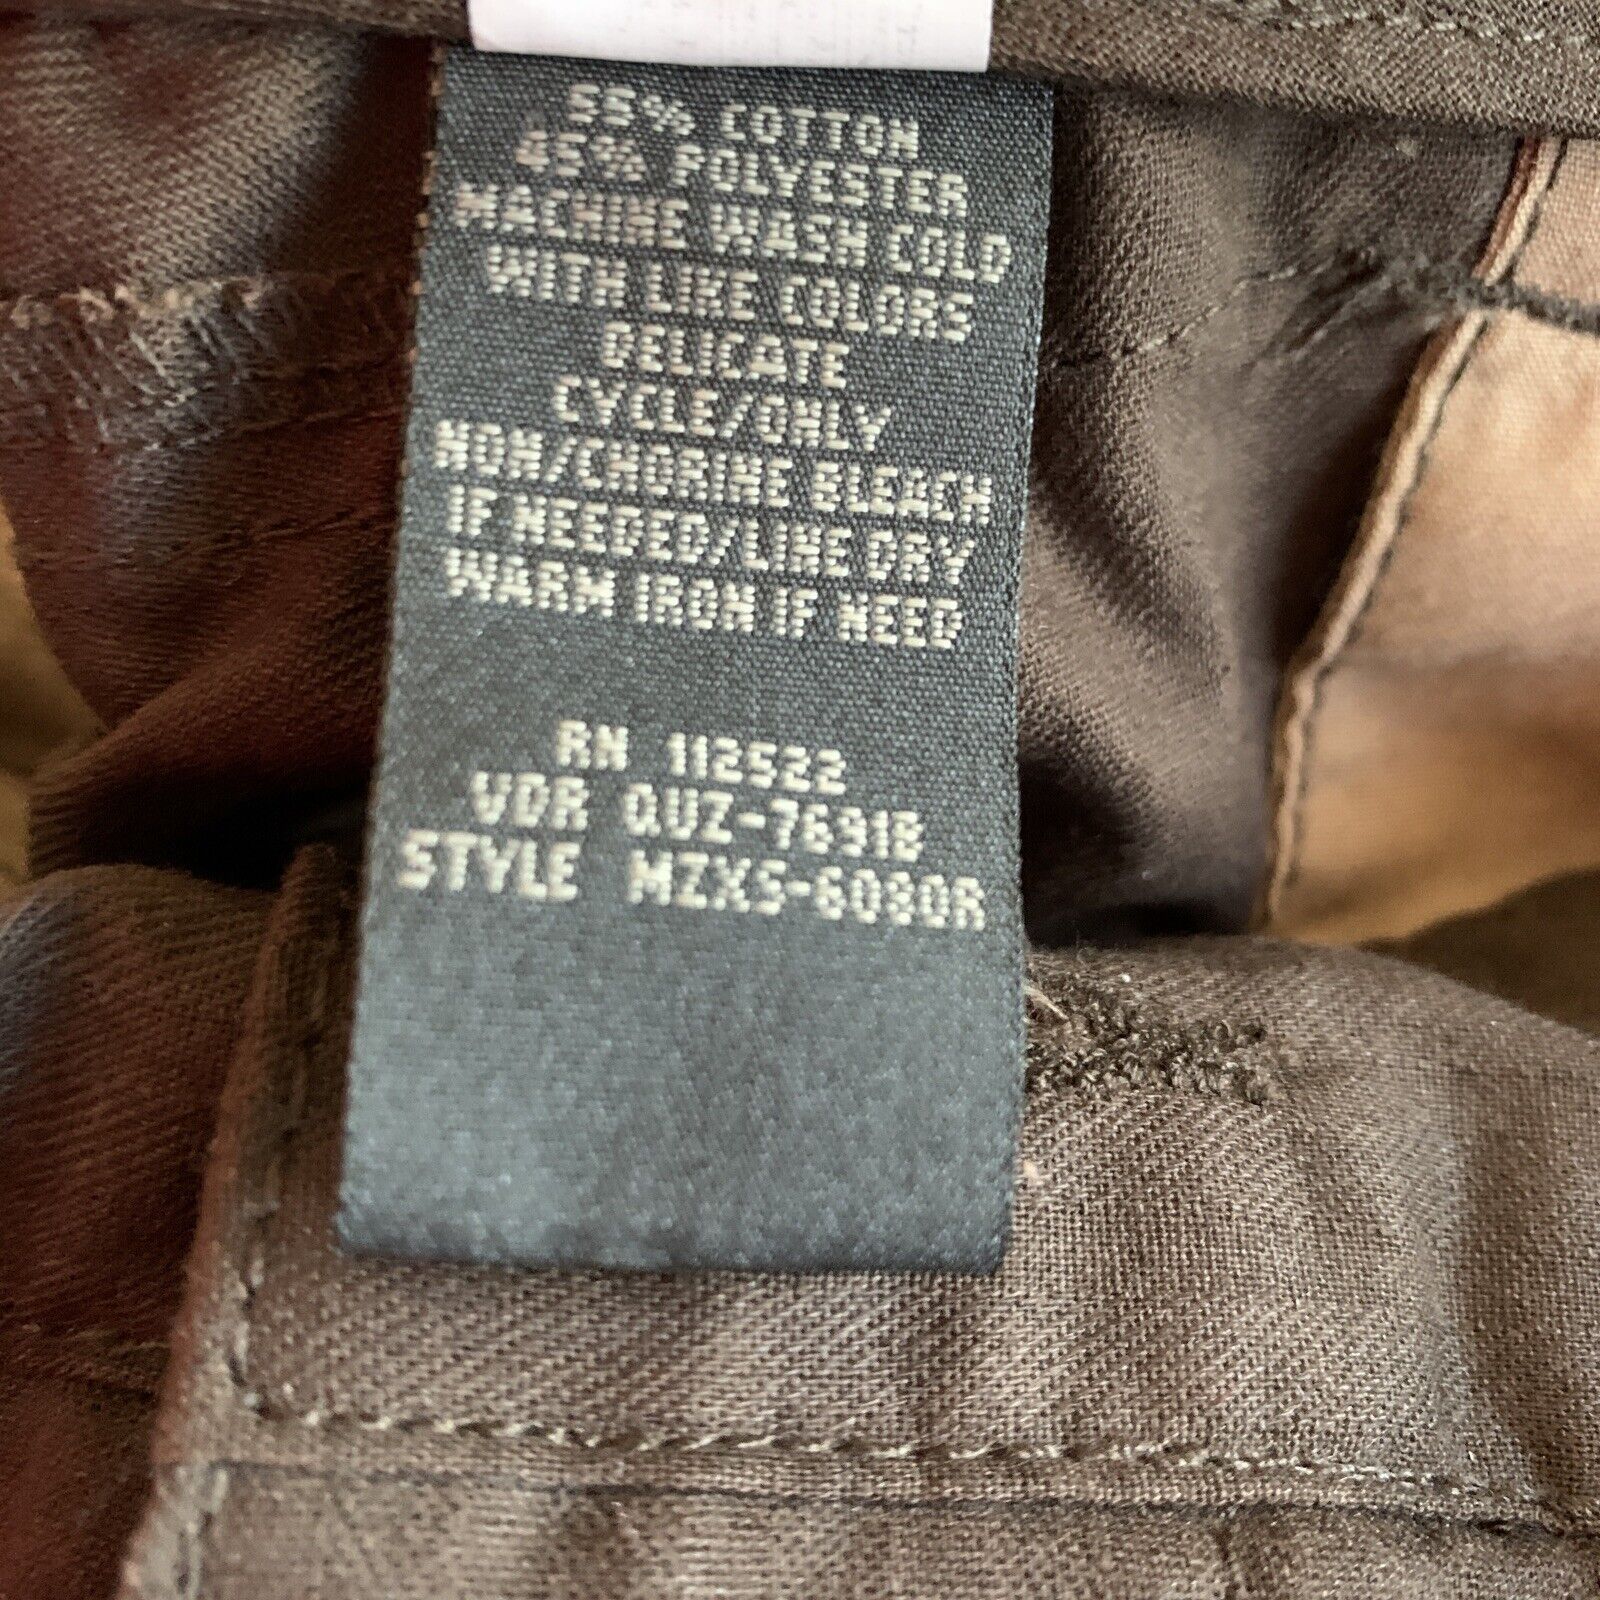 55% COTTON
45% POLYESTER
MACHINE WASH COLD
WITH LIKE COLORS
DELICATE
CYCLE/ONLY
NON/CHORINE BLEACH
IF NEEDED/LINE DRY
WARM IRON IF NEED
RN 112522
VDR QUZ-7691B
STYLE MZXS-6080R